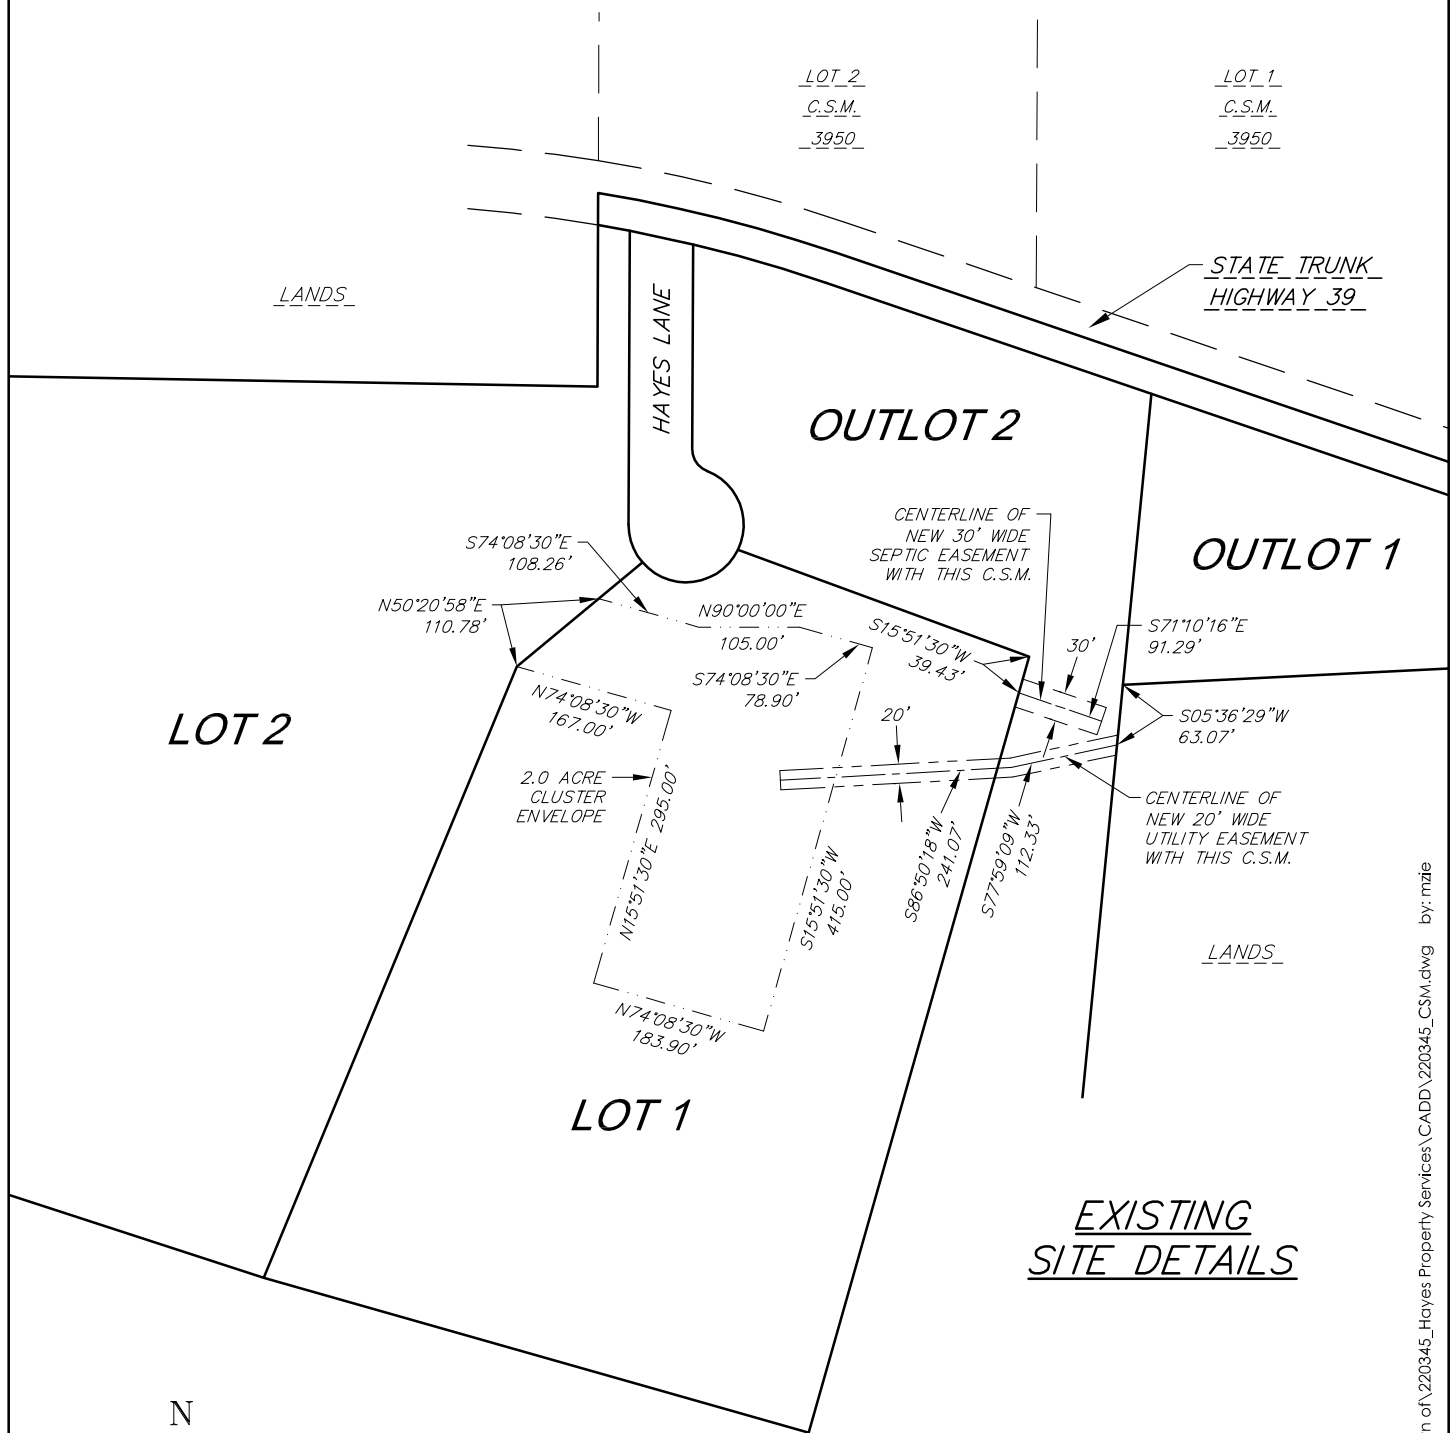 LOT 2
C.S.M.
3950
LOT 1
C.S.M.
3950
STATE TRUNK
HIGHWAY 39
LANDS
HAYES LANE
OUTLOT 2
CENTERLINE OF
NEW 30' WIDE
SEPTIC EASEMENT
WITH THIS C.S.M.
OUTLOT 1
S74°08'30"E
108.26'
N50°20'58"E
110.78'
N90°00'00"E
105.00'
S74°08'30"E
78.90'
S15°51'30"W
39.43'
30'
S71°10'16"E
91.29'
LOT 2
N74°08'30"W
167.00'
20'
S05°36'29"W
63.07'
2.0 ACRE
CLUSTER
ENVELOPE
N15°51'30"E 295.00'
S15°51'30"W
415.00'
S86°50'18"W
241.07'
S77°59'09"W
112.33'
CENTERLINE OF
NEW 20' WIDE
UTILITY EASEMENT
WITH THIS C.S.M.
LANDS
N74°08'30"W
183.90'
LOT 1
EXISTING
SITE DETAILS
N
of\220345_Hayes Property Services\CADD\220345_CSM.dwg by: mzie